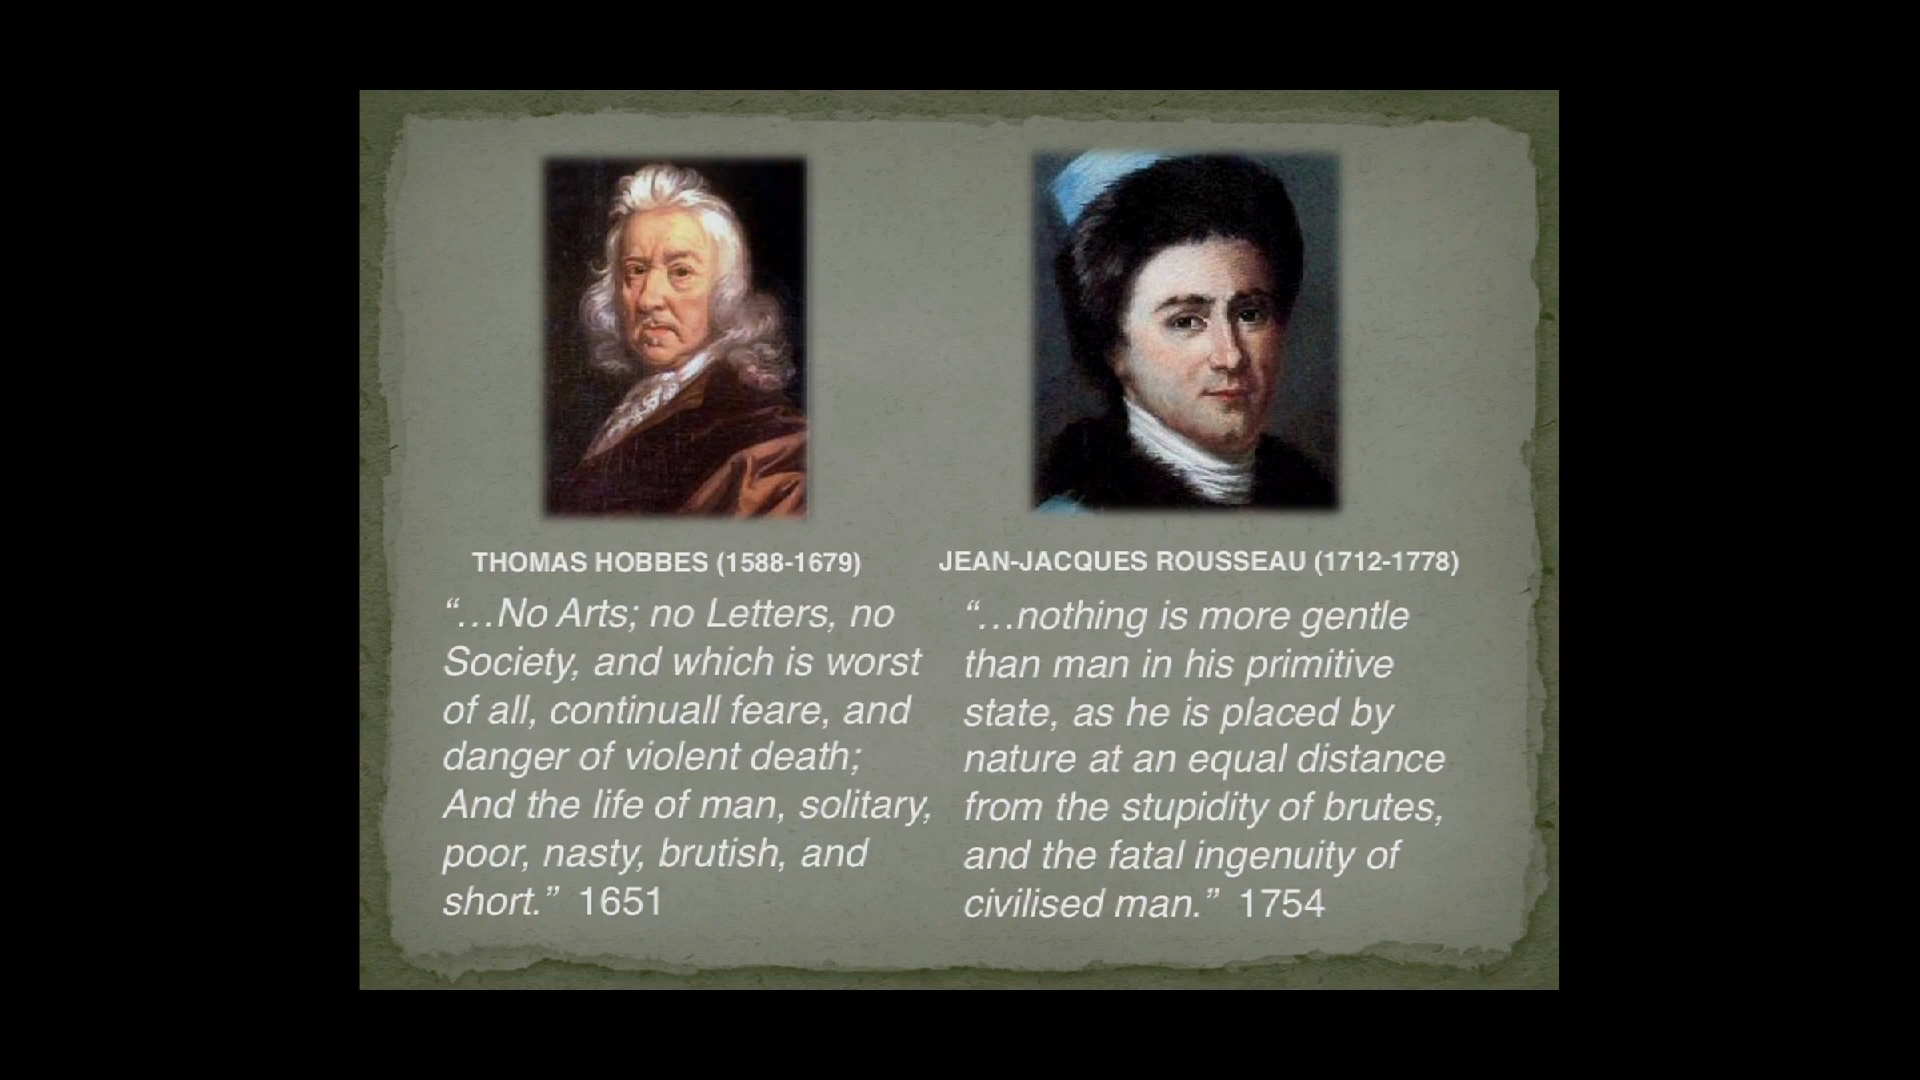 THOMAS HOBBES (1588-1679)
“…No Arts; no Letters, no
Society, and which is worst
of all, continuall feare, and
danger of violent death;
And the life of man, solitary,
poor, nasty, brutish, and
short.” 1651
JEAN-JACQUES ROUSSEAU (1712-1778)
“…nothing is more gentle
than man in his primitive
state, as he is placed by
nature at an equal distance
from the stupidity of brutes,
and the fatal ingenuity of
civilised man.” 1754